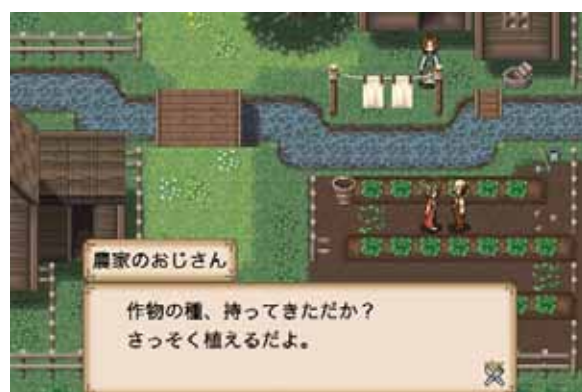 農家のおじさん
作物の種、持ってきただか？
さっそく植えるだよ。